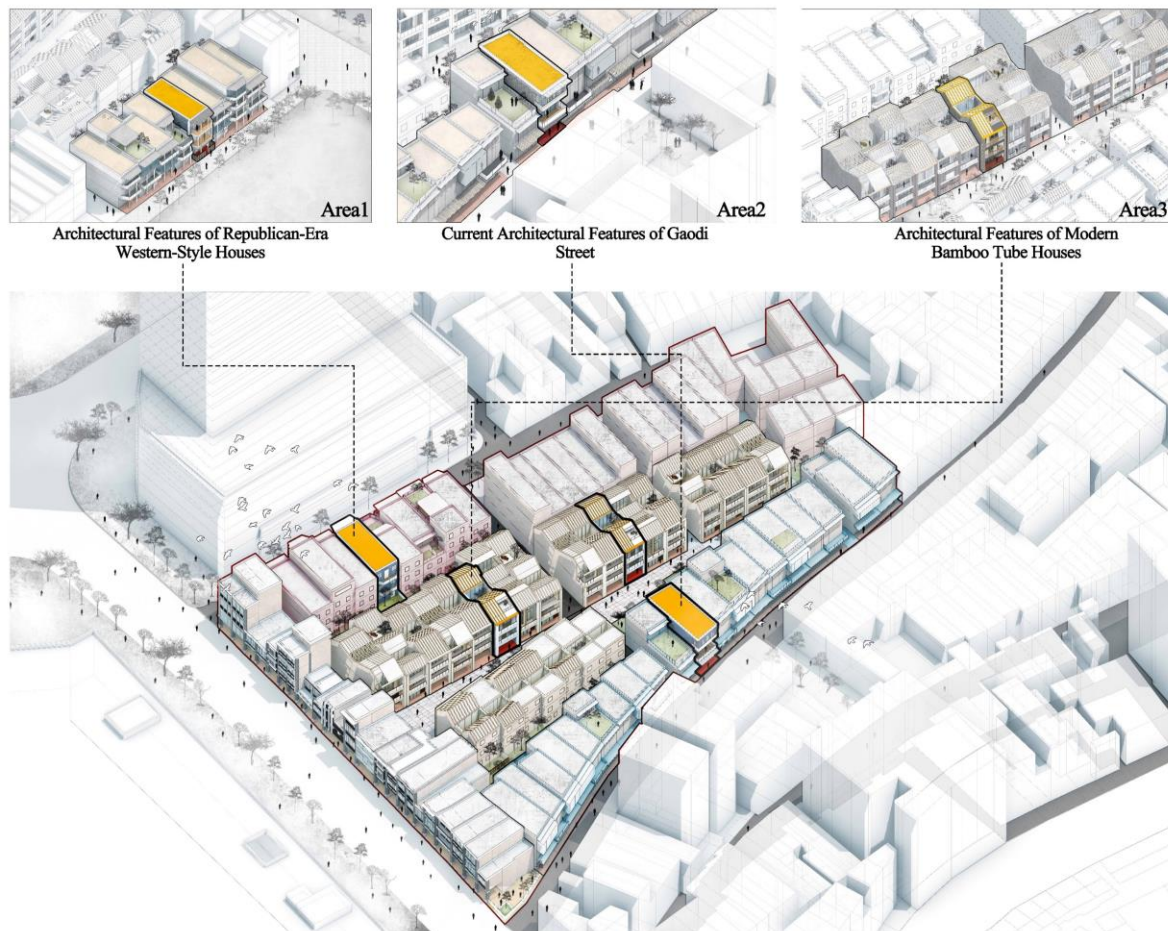 Area1
Area2
Area3
Architectural Features of Republican-Era
Western-Style Houses
Current Architectural Features of Gaodi
Street
Architectural Features of Modern
Bamboo Tube Houses